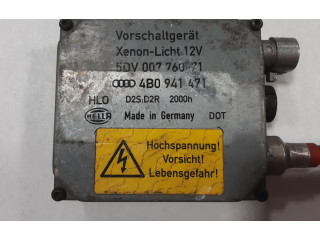 Vorschaltgerät
Xenon-Licht 12V
5DV 007 760-71
4B0 941 471
HLO D2S,D2R 2000h
HELLA Made in Germany DOT
Hochspannung!
Vorsicht!
Lebensgefahr!